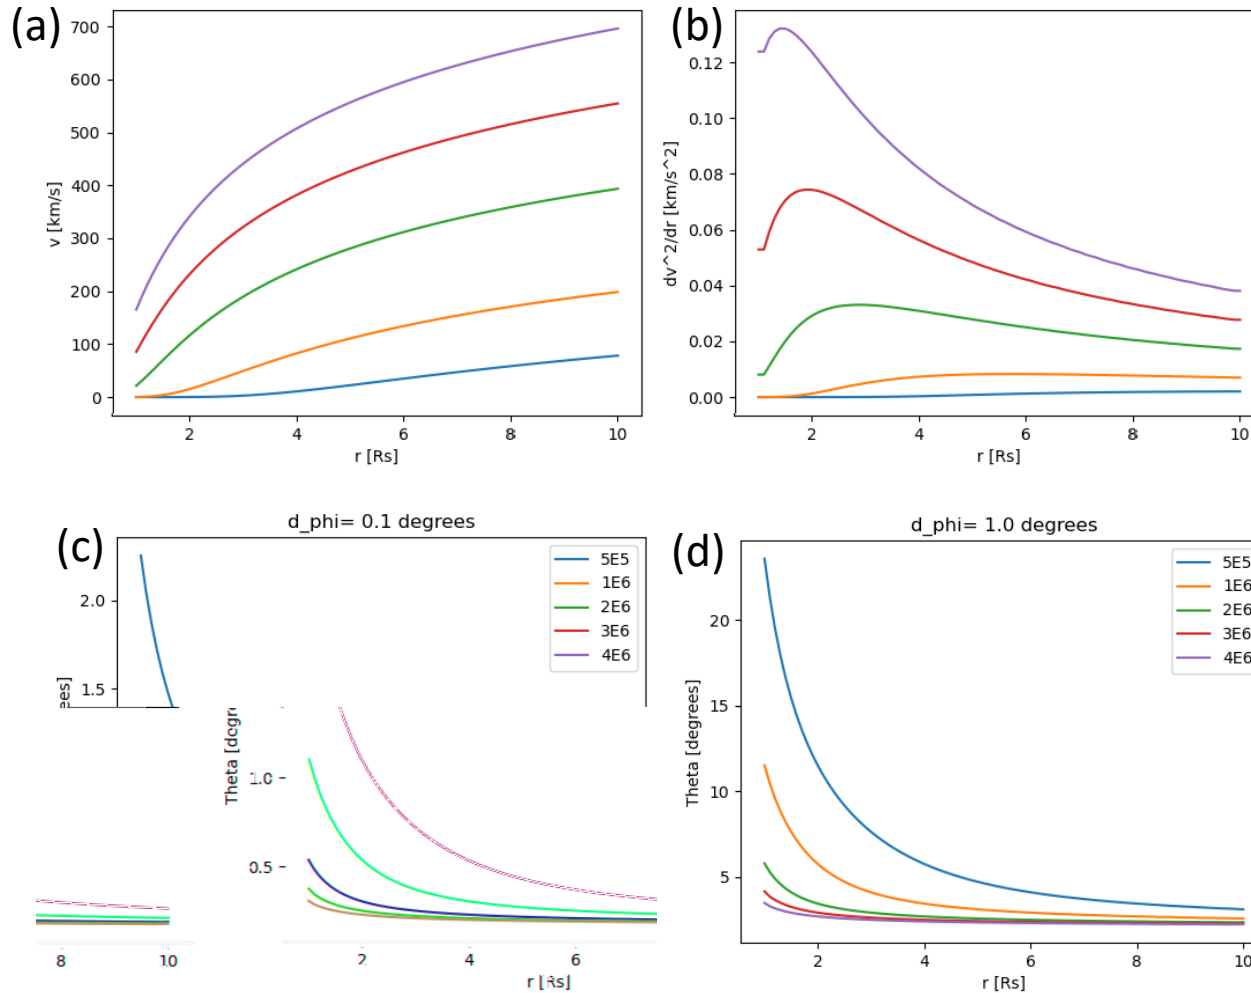 (a)
700
600
500
400
300
200
100
0
v [km/s]
2
4
6
8
10
r [Rs]
(b)
0.12
0.10
0.08
0.06
0.04
0.02
0.00
dv^2/dr [km/s^2]
2
4
6
8
10
r [Rs]
(c)
d_phi= 0.1 degrees
2.0
1.5
5E5
1E6
2E6
3E6
4E6
ees]
Theta [degr
1.0
0.5
8
10
2
4
6
r [Rs]
(d)
d_phi= 1.0 degrees
20
15
10
5
Theta [degrees]
5E5
1E6
2E6
3E6
4E6
2
4
6
8
10
r [Rs]